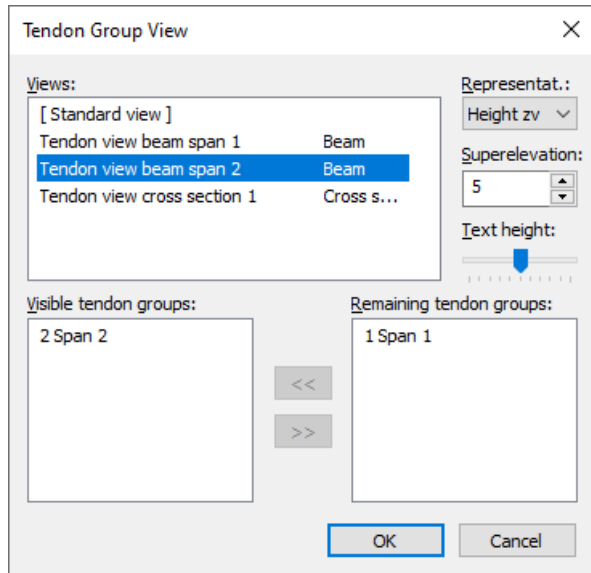 Tendon Group View
Views:
Representat.:
[ Standard view ]
Height zv
Tendon view beam span 1 Beam
Superelevation:
Tendon view beam span 2 Beam
5
Tendon view cross section 1 Cross s...
Text height:
Visible tendon groups:
Remaining tendon groups:
2 Span 2
1 Span 1
<<
>>
OK
Cancel